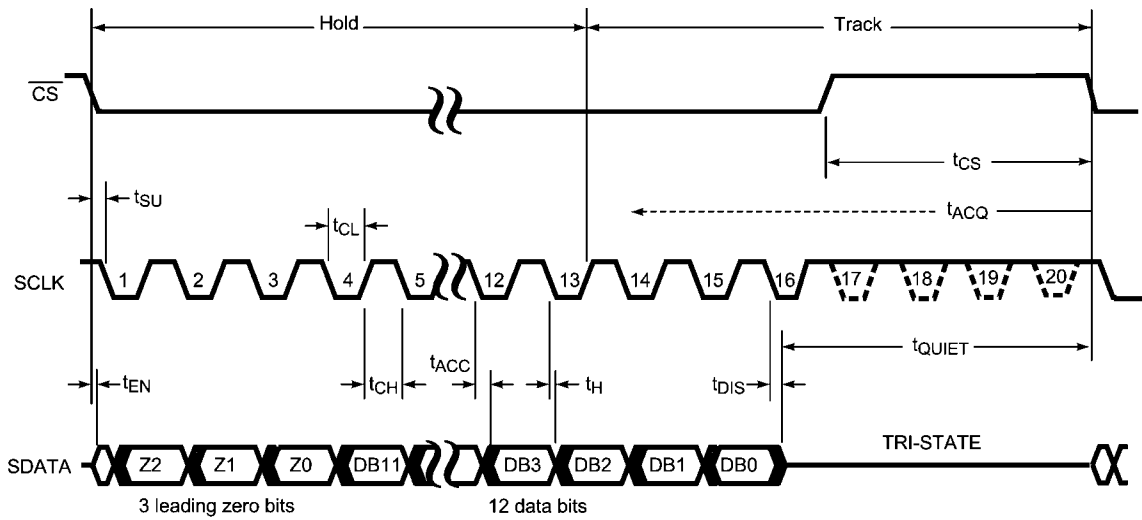 Hold Track
CS
tCS
tSU
tACQ
tCL
SCLK 1 2 3 4 5 12 13 14 15 16 17 18 19 20
tQUIET
tACC
tEN tCH tH tDIS
TRI-STATE
SDATA Z2 Z1 Z0 DB11 DB3 DB2 DB1 DB0
3 leading zero bits 12 data bits